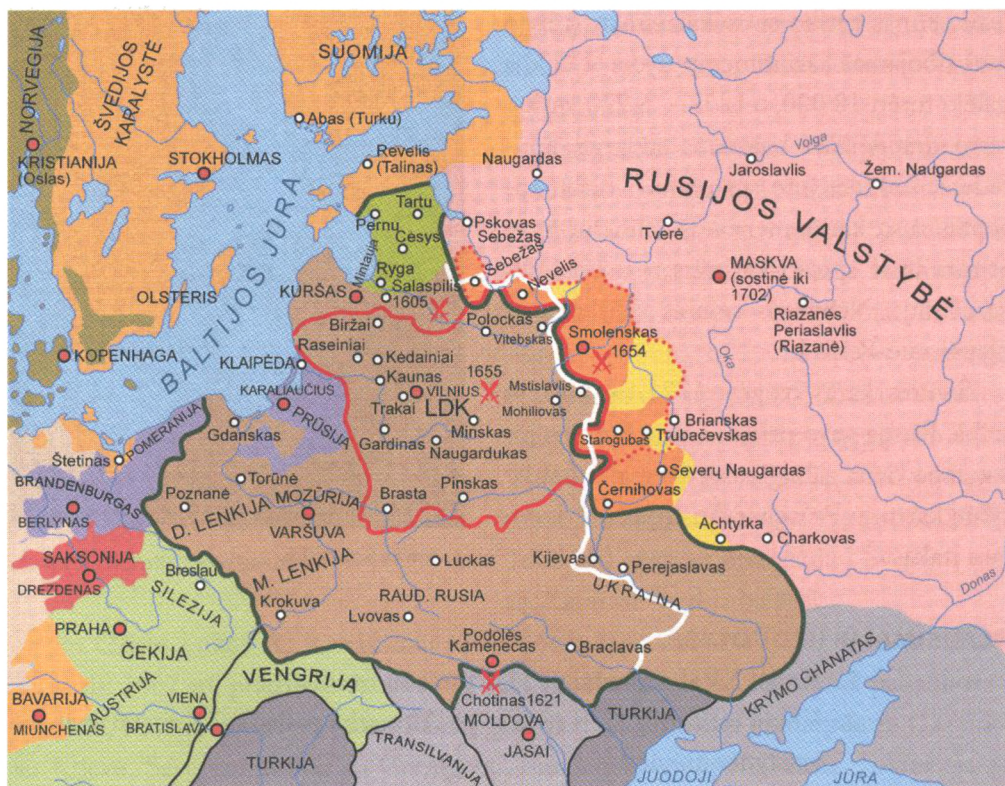 NORVEGIJA
ŠVEDIJOS
KARALYSTĖ
SUOMIJA
KRISTIANIJA
(Oslas)
STOKHOLMAS
Abas (Turku)
Revelis
(Talinas)
Naugardas
Jaroslavlis
Volga
Žem. Naugardas
RUSIJOS VALSTYBĖ
Tverė
MASKVA
(sostinė iki
1702)
Riazanės
Periaslavlis
(Riazanė)
Oka
BALTIJOS JŪRA
OLSTERIS
KOPENHAGA
Tartu
Pernu
Cesys
Pskovas
Sebežas
Sebežas
Nevelis
Ryga
Mintauja
Salaspilis
1605
KURŠAS
Biržai
Polockas
Vitebskas
Smolenskas
1654
Raseiniai
KLAIPĖDA
Kėdainiai
Kaunas
1655
VILNIUS
Trakai
LDK
Mstislavlis
Mohiliovas
Minskas
Gardinas
Naugardukas
Starogubas
Brianskas
Trubačevskas
Severų Naugardas
Černihovas
KARALIAUČIUS
PRŪSIJA
POMERANIJA
Gdanskas
Štetinas
BRANDENBURGAS
BERLYNAS
Torūnė
Poznanė
D. LENKIJA
MOZŪRIJA
VARŠUVA
Brasta
Pinskas
Achtyrka
Charkovas
SAKSONIJA
DREZDENAS
Breslau
SILEZIJA
M. LENKIJA
Luckas
Kijevas
Perejaslavas
UKRAINA
Donas
Krokuva
RAUD. RUSIA
Lvovas
PRAHA
ČEKIJA
Podolės
Kamenecas
Braclavas
VENGRIJA
Chotinas 1621
MOLDOVA
JASAI
TURKIJA
KRYMO CHANATAS
BAVARIJA
MIUNCHENAS
AUSTRIJA
VIENA
BRATISLAVA
TURKIJA
TRANSILVANIJA
JUODOJI
JŪRA